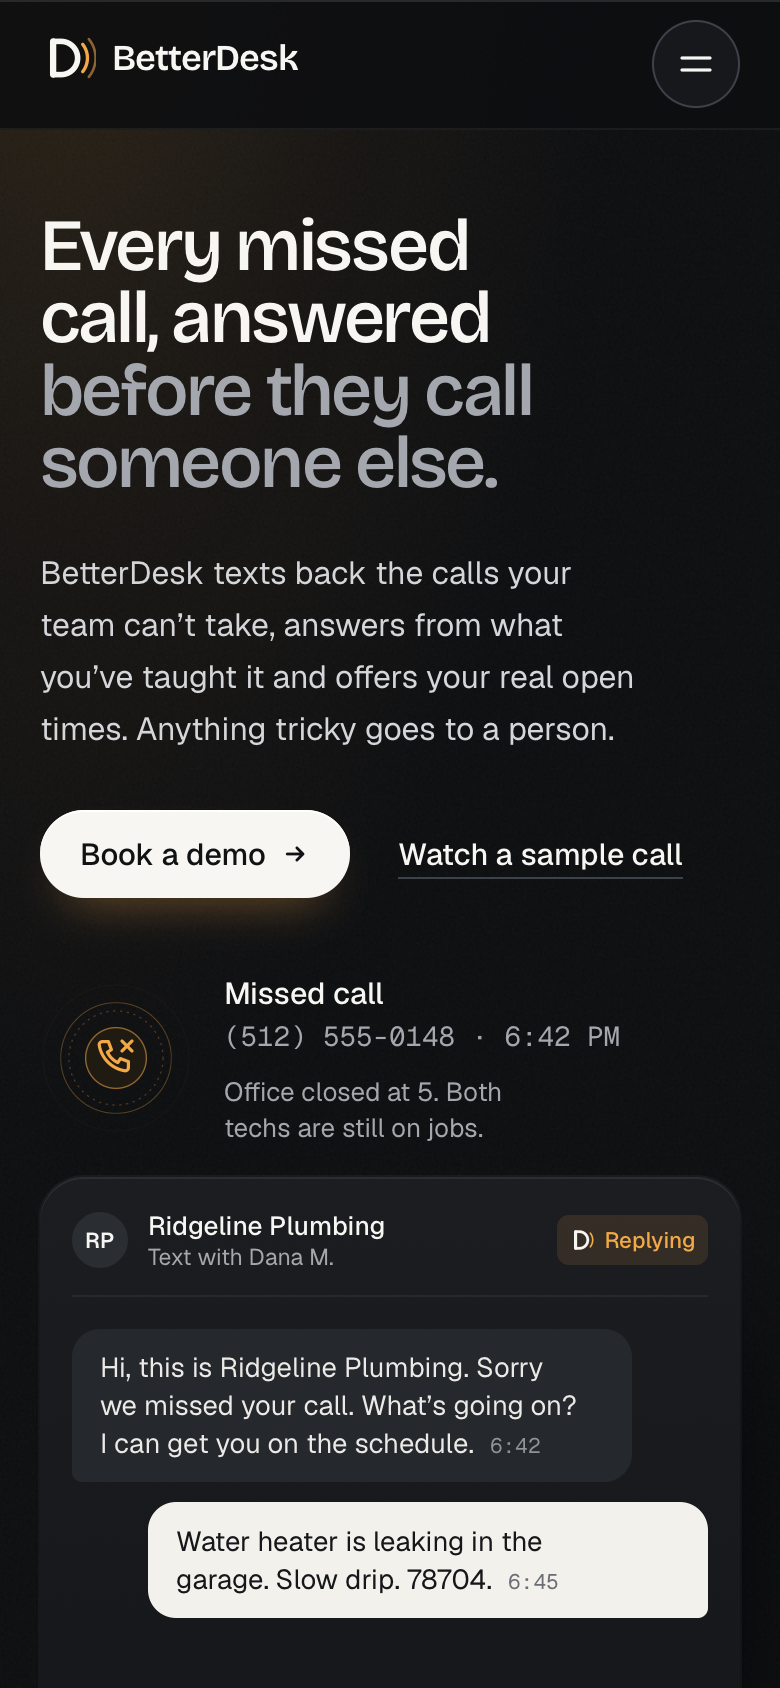 BetterDesk
Every missed
call, answered
before they call
someone else.
BetterDesk texts back the calls your
team can’t take, answers from what
you’ve taught it and offers your real open
times. Anything tricky goes to a person.
Book a demo →
Watch a sample call
Missed call
(512) 555-0148 · 6:42 PM
Office closed at 5. Both
techs are still on jobs.
RP
Ridgeline Plumbing
Text with Dana M.
Replying
Hi, this is Ridgeline Plumbing. Sorry
we missed your call. What’s going on?
I can get you on the schedule. 6:42
Water heater is leaking in the
garage. Slow drip. 78704. 6:45